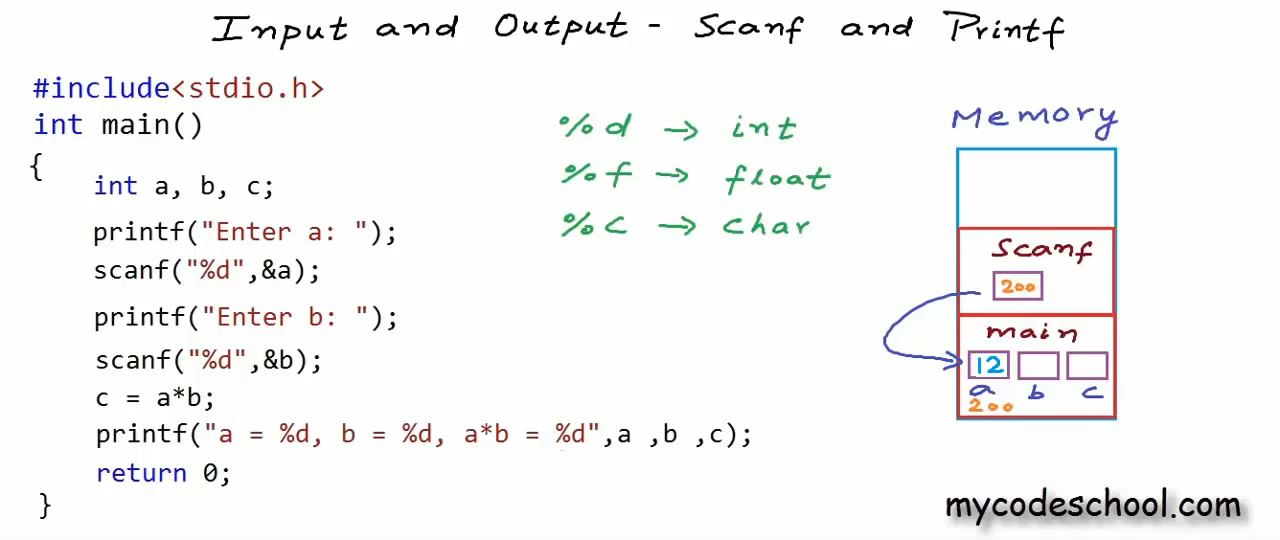 Input and Output - Scanf and Printf
#include<stdio.h>
int main()
{
int a, b, c;
printf("Enter a: ");
scanf("%d",&a);
printf("Enter b: ");
scanf("%d",&b);
c = a*b;
printf("a = %d, b = %d, a*b = %d",a ,b ,c);
return 0;
}
%d → int
%f → float
%c → char
Memory
Scanf
200
main
12
a b c
200
mycodeschool.com